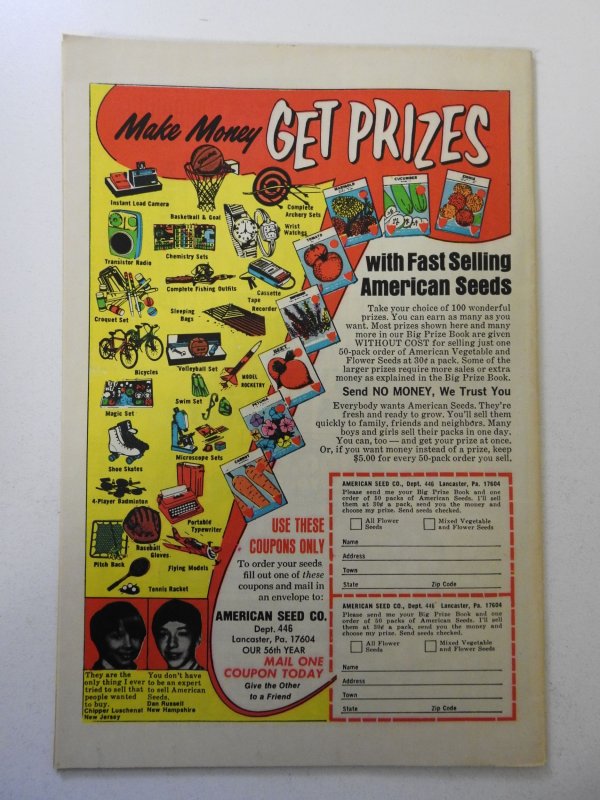 Make Money GET PRIZES
Instant Load Camera
Basketball & Goal
Complete
Archery Sets
Wrist
Watches
Transistor Radio
Chemistry Sets
Complete Fishing Outfits
Cassette
Tape
Recorder
Croquet Set
Sleeping
Bags
Bicycles
Volleyball Set
MODEL
ROCKETRY
Magic Set
Swim Set
Shoe Skates
Microscope Sets
4-Player Badminton
Portable
Typewriter
Pitch Back
Baseball
Gloves
Flying Models
Tennis Racket
CUCUMBER
TOMATO
BEET
PETUNIA
CARROT
with Fast Selling
American Seeds
Take your choice of 100 wonderful
prizes. You can earn as many as you
want. Most prizes shown here and many
more in our Big Prize Book are given
WITHOUT COST for selling just one
50-pack order of American Vegetable and
Flower Seeds at 30¢ a pack. Some of the
larger prizes require more sales or extra
money as explained in the Big Prize Book.
Send NO MONEY, We Trust You
Everybody wants American Seeds. They're
fresh and ready to grow. You'll sell them
quickly to family, friends and neighbors. Many
boys and girls sell their packs in one day.
You can, too — and get your prize at once.
Or, if you want money instead of a prize, keep
$5.00 for every 50-pack order you sell.
USE THESE
COUPONS ONLY
To order your seeds
fill out one of these
coupons and mail in
an envelope to:
AMERICAN SEED CO.
Dept. 446
Lancaster, Pa. 17604
OUR 56th YEAR
MAIL ONE
COUPON TODAY
Give the Other
to a Friend
They are the
only thing I ever
tried to sell that
people wanted
to buy.
Chipper Luschenat
New Jersey
You don't have
to be an expert
to sell American
Seeds.
Dan Russell
New Hampshire
AMERICAN SEED CO., Dept. 446 Lancaster, Pa. 17604
Please send me your Big Prize Book and one
order of 50 packs of American Seeds. I'll sell
them at 30¢ a pack, send you the money and
choose my prize. Send seeds checked.
All Flower
Seeds
Mixed Vegetable
and Flower Seeds
Name
Address
Town
State Zip Code
AMERICAN SEED CO., Dept. 446 Lancaster, Pa. 17604
Please send me your Big Prize Book and one
order of 50 packs of American Seeds. I'll sell
them at 30¢ a pack, send you the money and
choose my prize. Send seeds checked.
All Flower
Seeds
Mixed Vegetable
and Flower Seeds
Name
Address
Town
State Zip Code